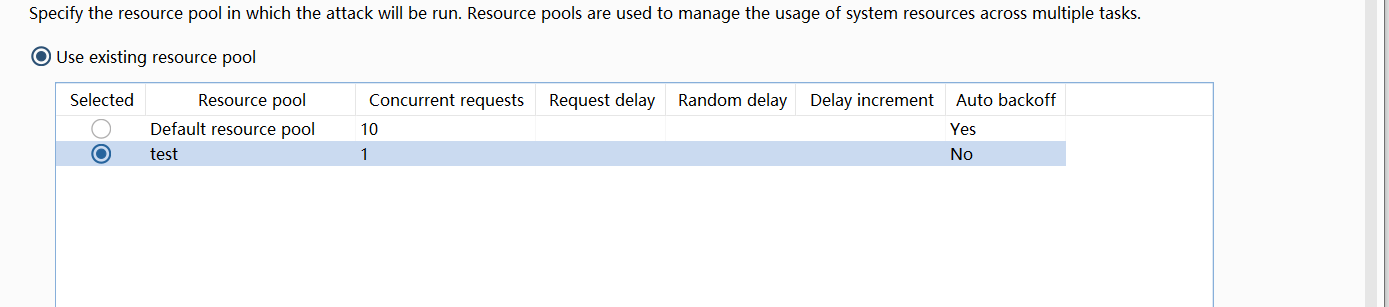 Specify the resource pool in which the attack will be run. Resource pools are used to manage the usage of system resources across multiple tasks.
Use existing resource pool
Selected Resource pool Concurrent requests Request delay Random delay Delay increment Auto backoff
Default resource pool 10 Yes
test 1 No